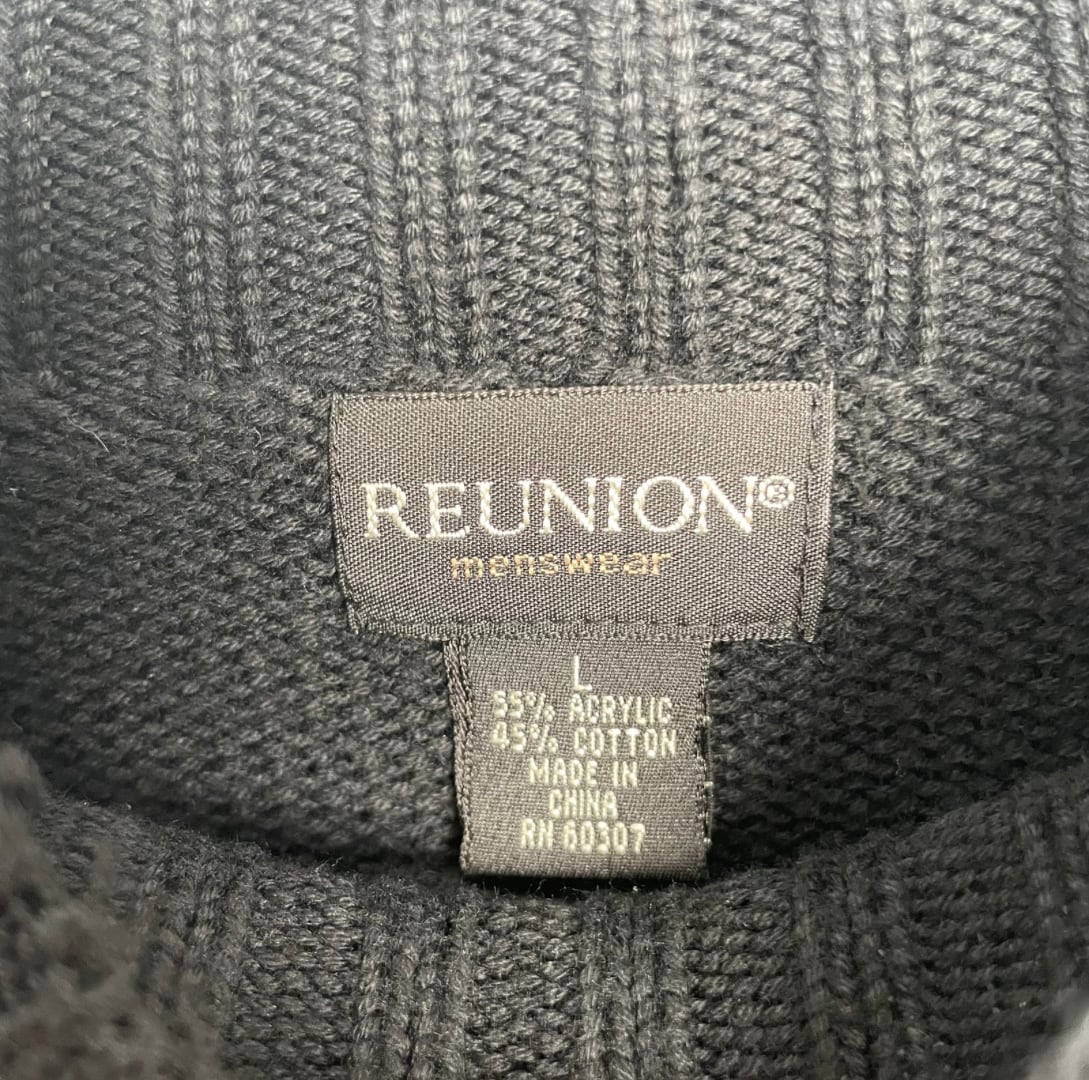 REUNION®
menswear
L
55% ACRYLIC
45% COTTON
MADE IN
CHINA
RN 60307